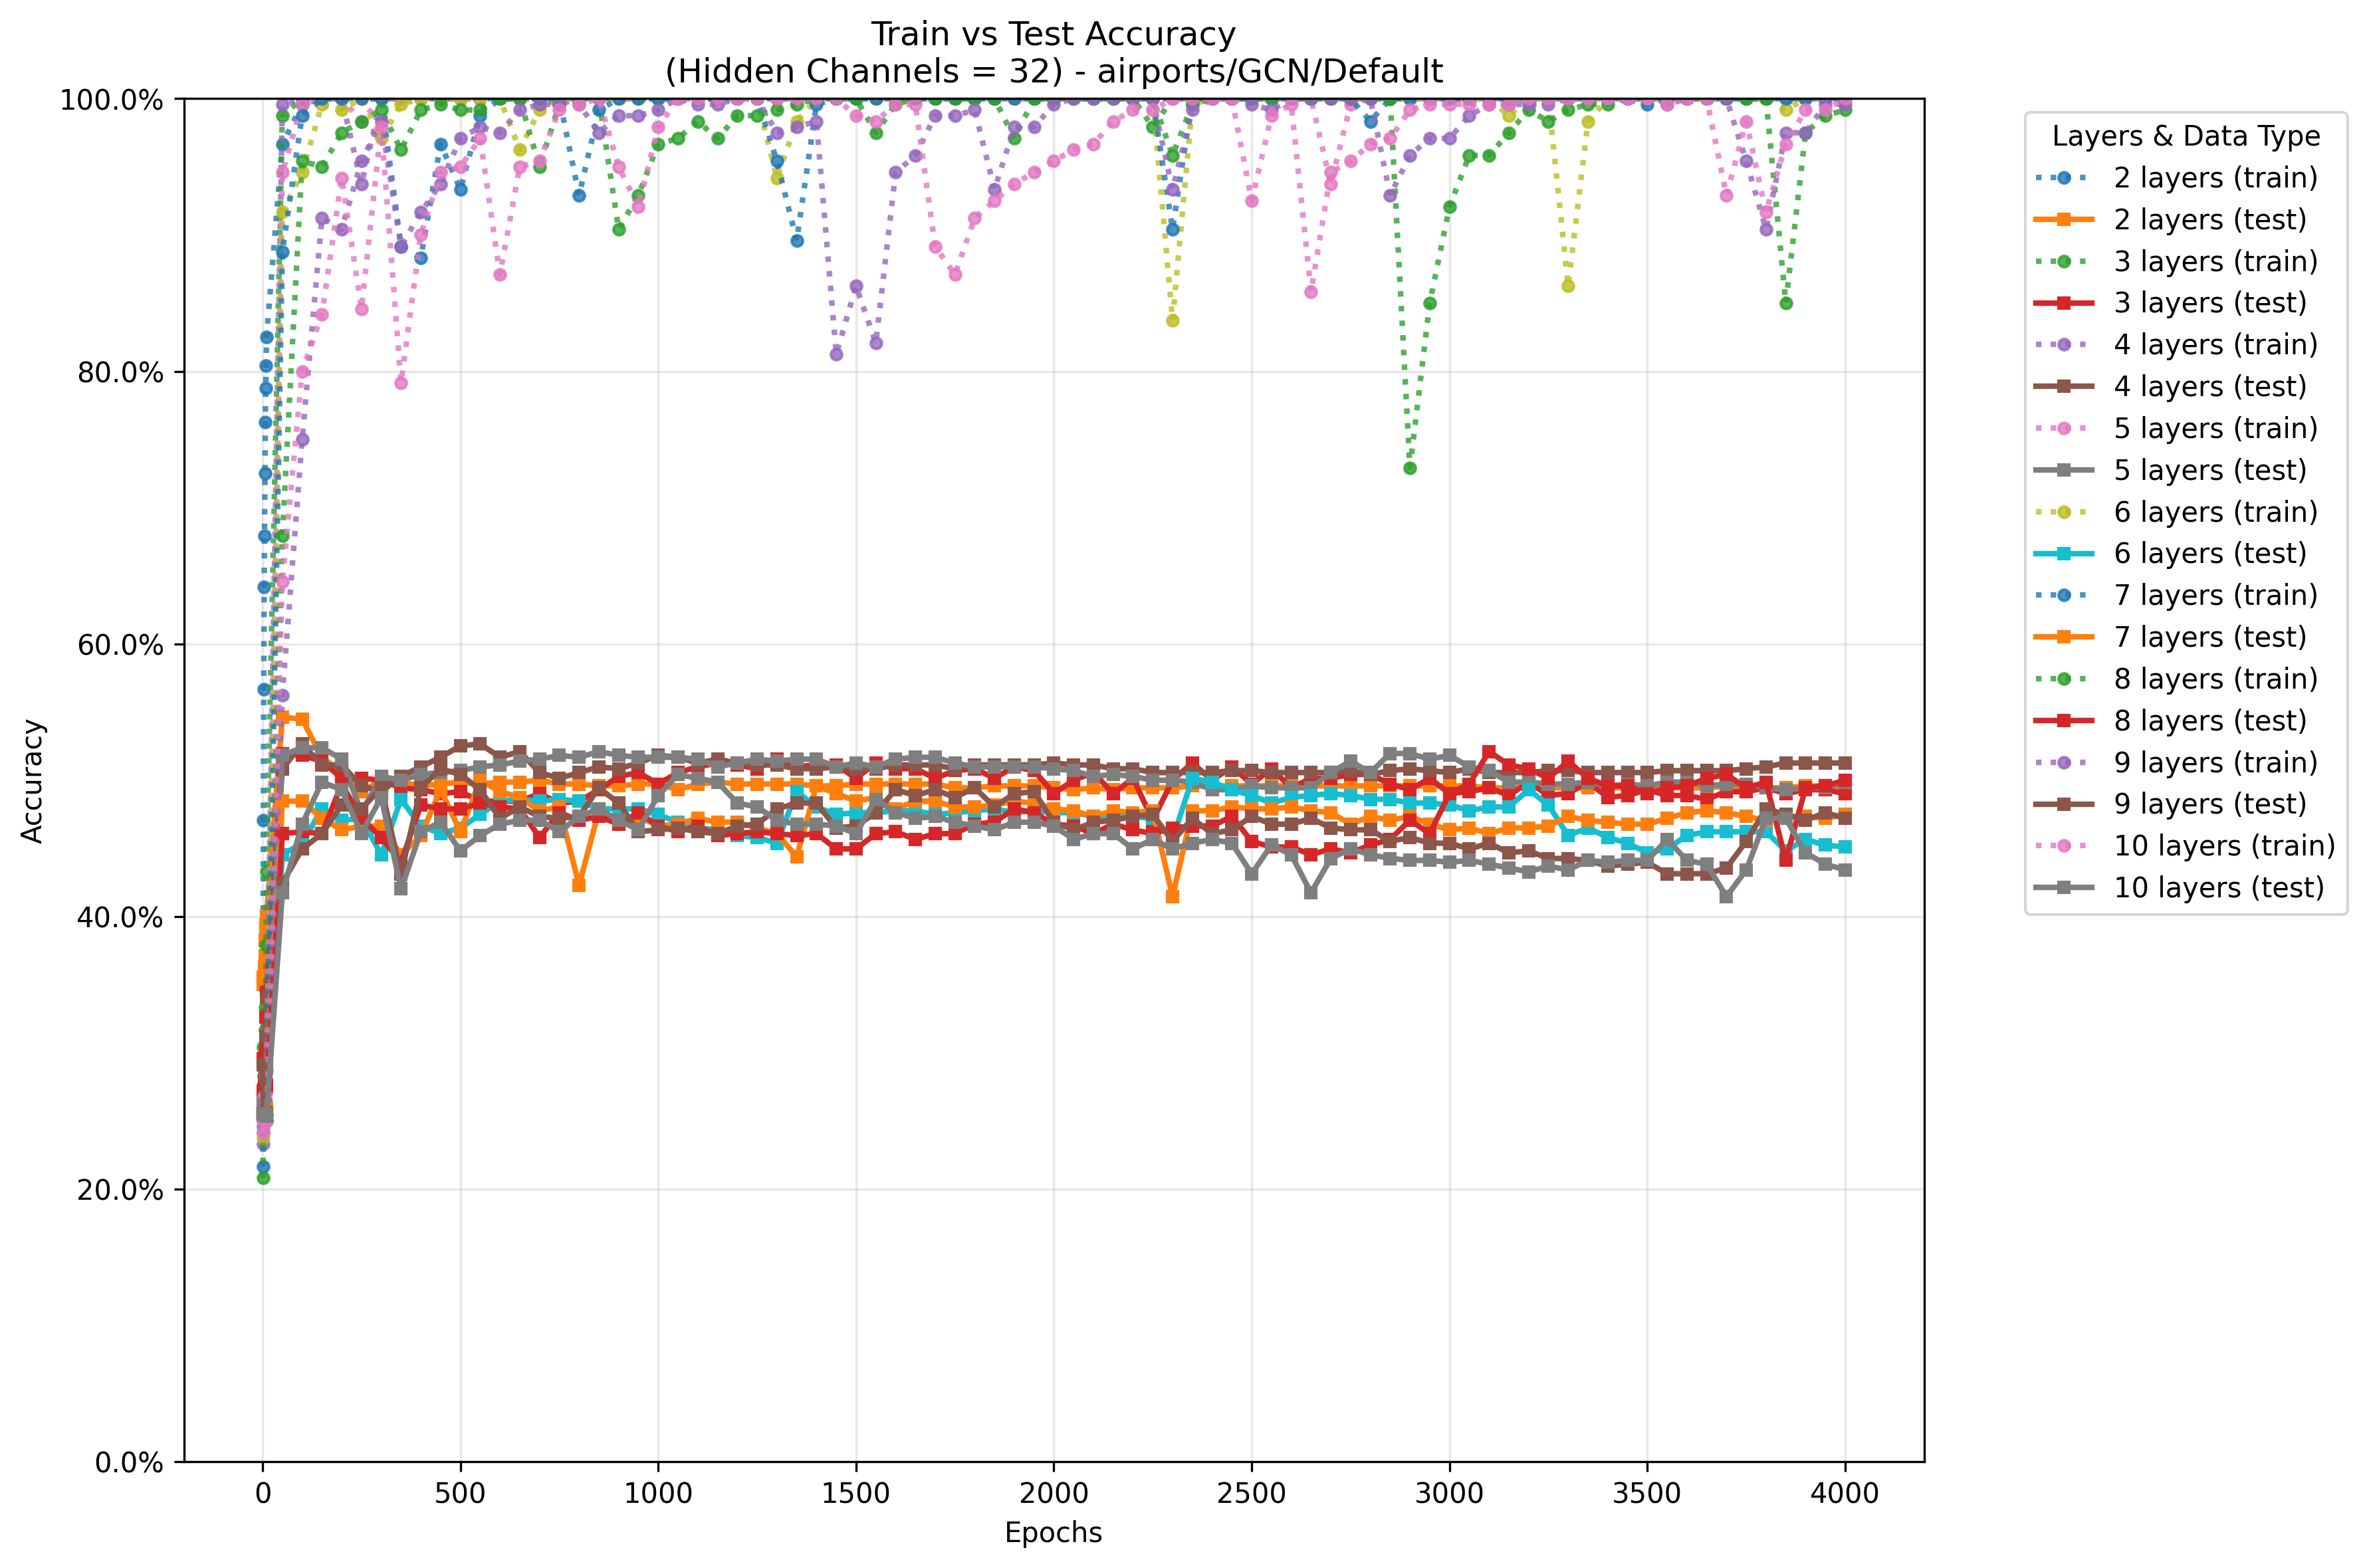 Train vs Test Accuracy
(Hidden Channels = 32) - airports/GCN/Default
100.0%
80.0%
60.0%
40.0%
20.0%
0.0%
Accuracy
0
500
1000
1500
2000
2500
3000
3500
4000
Epochs
Layers & Data Type
2 layers (train)
2 layers (test)
3 layers (train)
3 layers (test)
4 layers (train)
4 layers (test)
5 layers (train)
5 layers (test)
6 layers (train)
6 layers (test)
7 layers (train)
7 layers (test)
8 layers (train)
8 layers (test)
9 layers (train)
9 layers (test)
10 layers (train)
10 layers (test)